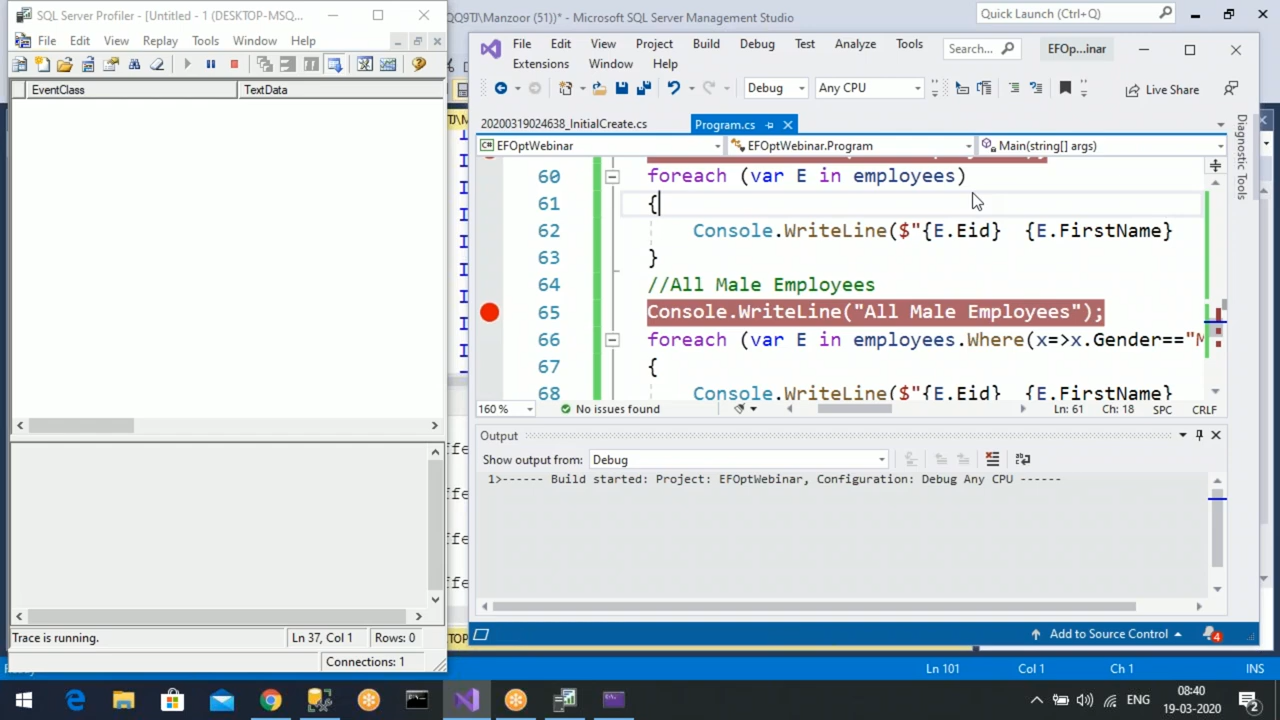 SQL Server Profiler - [Untitled - 1 (DESKTOP-MSQ...
QQ9TJ\Manzoor (51))* - Microsoft SQL Server Management Studio
Quick Launch (Ctrl+Q)
File Edit View Replay Tools Window Help
EventClass TextData
Trace is running.
Ln 37, Col 1
Rows: 0
Connections: 1
File Edit View Project Build Debug Test Analyze Tools
Search...
EFOp...inar
Extensions Window Help
Debug
Any CPU
Live Share
20200319024638_InitialCreate.cs
Program.cs
Diagnostic Tools
EFOptWebinar
EFOptWebinar.Program
Main(string[] args)
60 foreach (var E in employees)
61 {
62 Console.WriteLine($"{E.Eid} {E.FirstName}
63 }
64 //All Male Employees
65 Console.WriteLine("All Male Employees");
66 foreach (var E in employees.Where(x=>x.Gender=="M
67 {
68 Console.WriteLine($"{E.Eid} {E.FirstName}
160 %
No issues found
Ln: 61 Ch: 18 SPC CRLF
Output
Show output from: Debug
1>------ Build started: Project: EFOptWebinar, Configuration: Debug Any CPU ------
Add to Source Control
4
Ln 101 Col 1 Ch 1 INS
ENG
08:40
19-03-2020
2